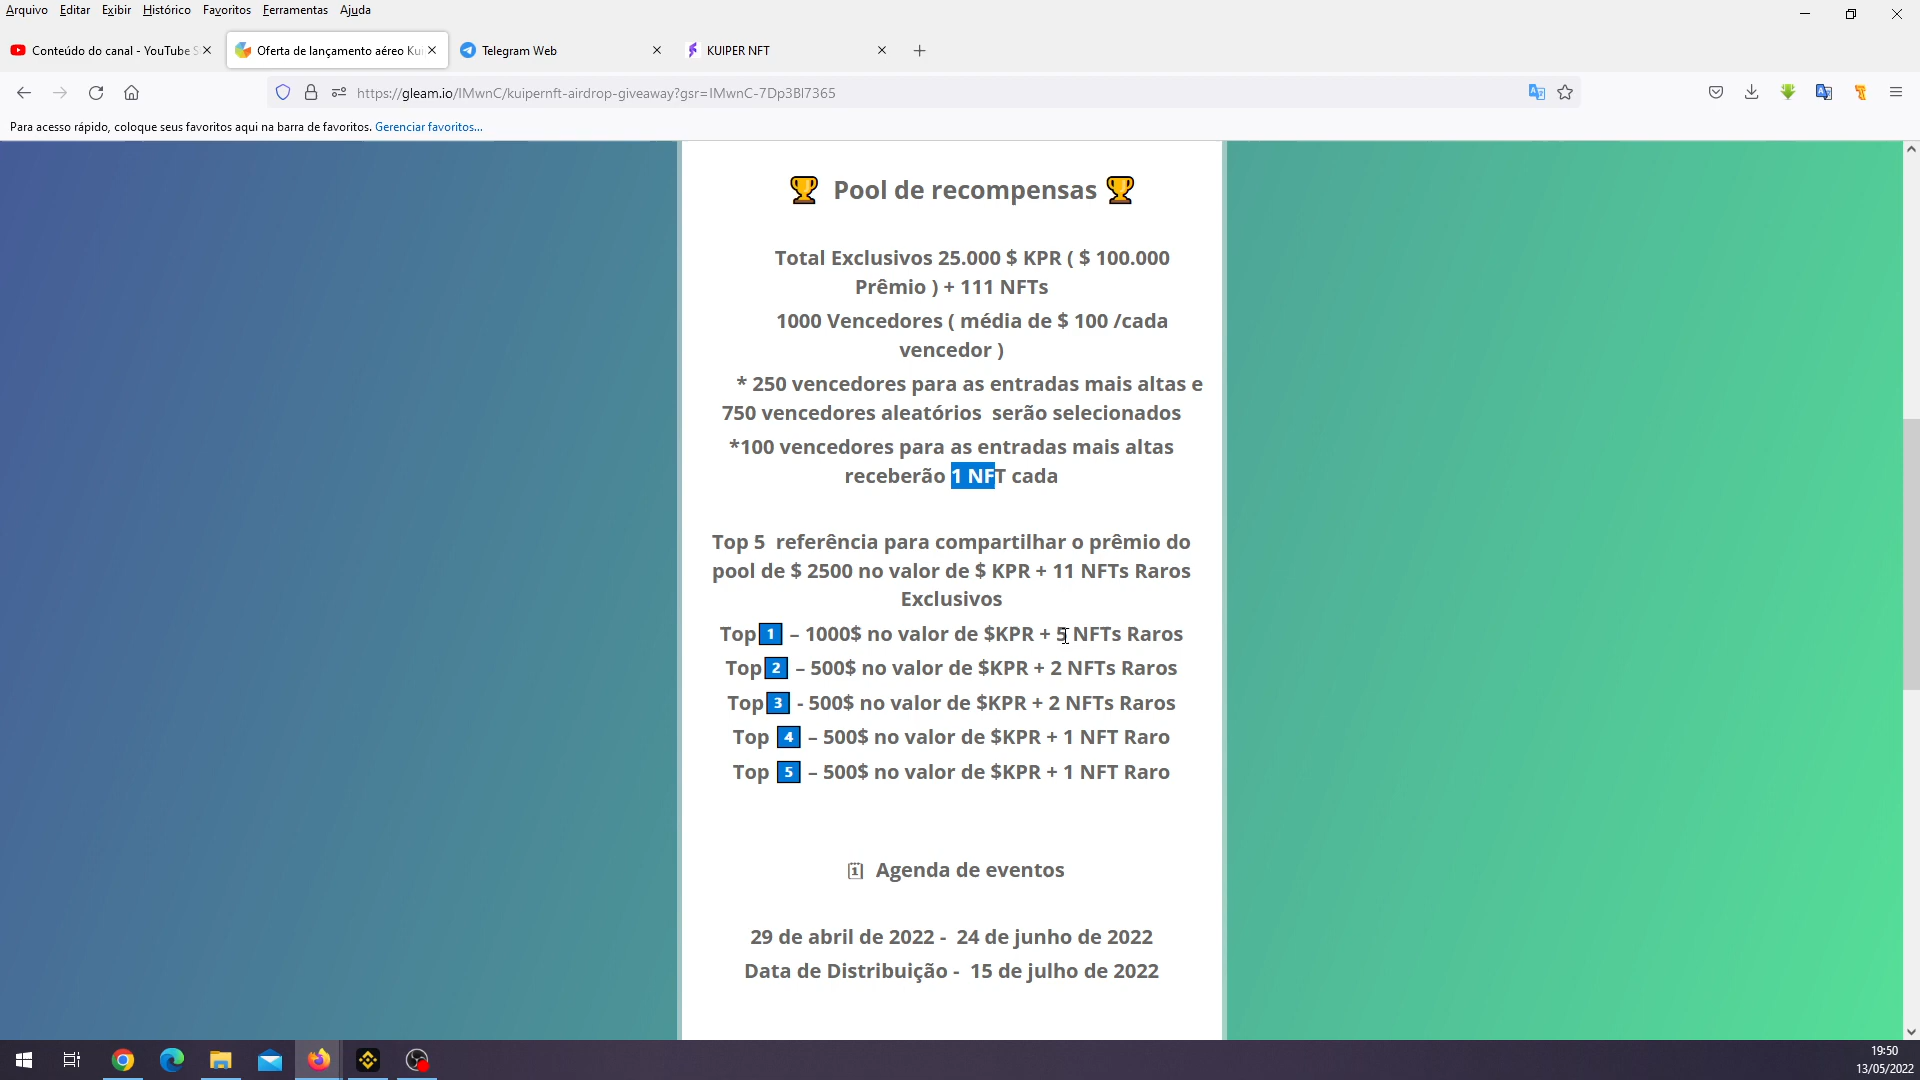 Arquivo Editar Exibir Histórico Favoritos Ferramentas Ajuda
Conteúdo do canal - YouTube S
Oferta de lançamento aéreo Kui
Telegram Web
KUIPER NFT
https://gleam.io/IMwnC/kuipernft-airdrop-giveaway?gsr=IMwnC-7Dp3Bl7365
Para acesso rápido, coloque seus favoritos aqui na barra de favoritos. Gerenciar favoritos...
🏆 Pool de recompensas 🏆
Total Exclusivos 25.000 $ KPR ( $ 100.000
Prêmio ) + 111 NFTs
1000 Vencedores ( média de $ 100 /cada
vencedor )
* 250 vencedores para as entradas mais altas e
750 vencedores aleatórios serão selecionados
*100 vencedores para as entradas mais altas
receberão 1 NFT cada
Top 5 referência para compartilhar o prêmio do
pool de $ 2500 no valor de $ KPR + 11 NFTs Raros
Exclusivos
Top 1 – 1000$ no valor de $KPR + 5 NFTs Raros
Top 2 – 500$ no valor de $KPR + 2 NFTs Raros
Top 3 - 500$ no valor de $KPR + 2 NFTs Raros
Top 4 – 500$ no valor de $KPR + 1 NFT Raro
Top 5 – 500$ no valor de $KPR + 1 NFT Raro
Agenda de eventos
29 de abril de 2022 - 24 de junho de 2022
Data de Distribuição - 15 de julho de 2022
19:50
13/05/2022